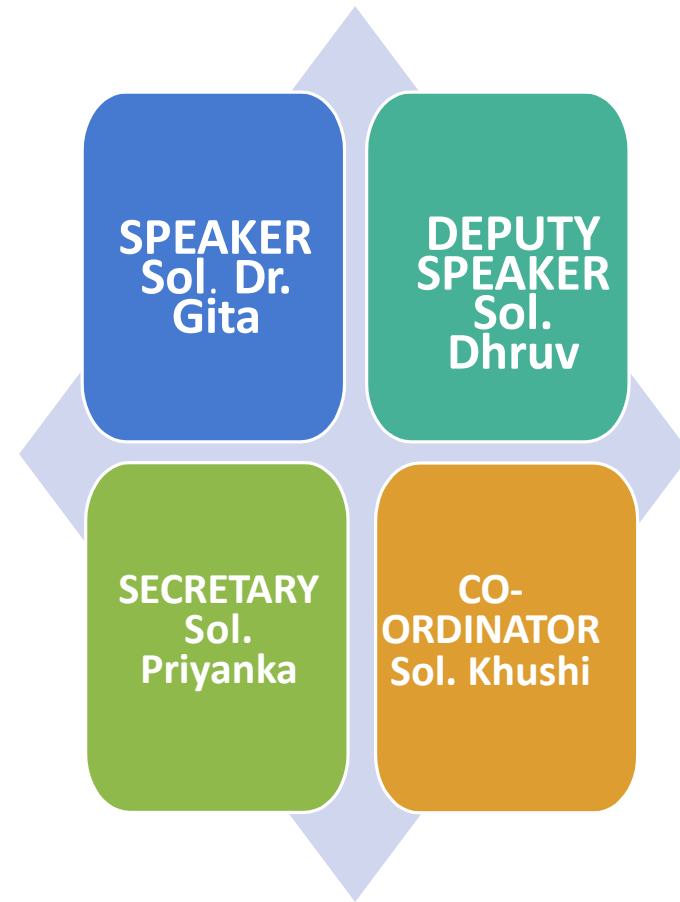 SPEAKER
Sol. Dr.
Gita
DEPUTY
SPEAKER
Sol.
Dhruv
SECRETARY
Sol.
Priyanka
CO-
ORDINATOR
Sol. Khushi